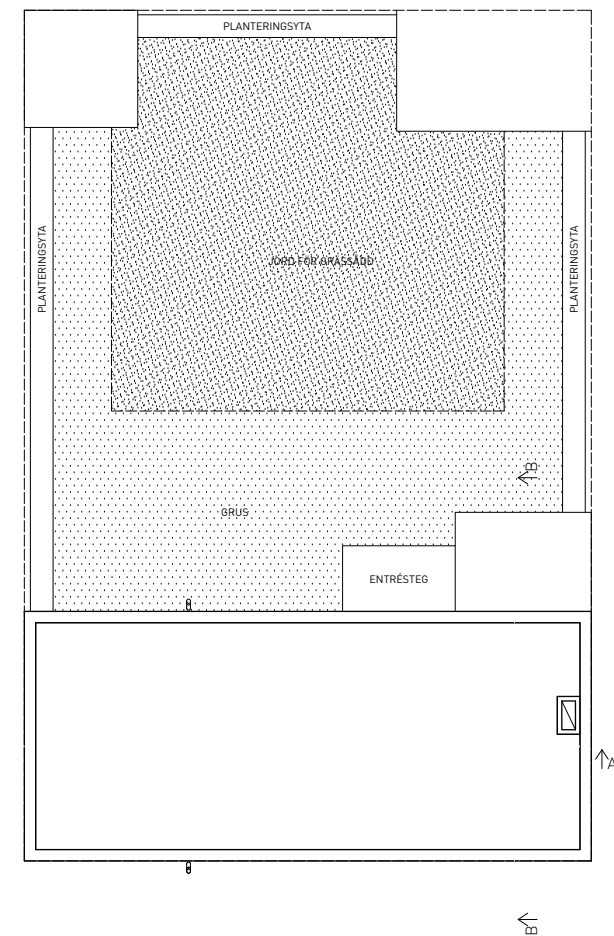 PLANTERINGSYTA
PLANTERINGSYTA
PLANTERINGSYTA
JORD FÖR GRÄSSÅDD
B
GRUS
ENTRÉSTEG
A
B